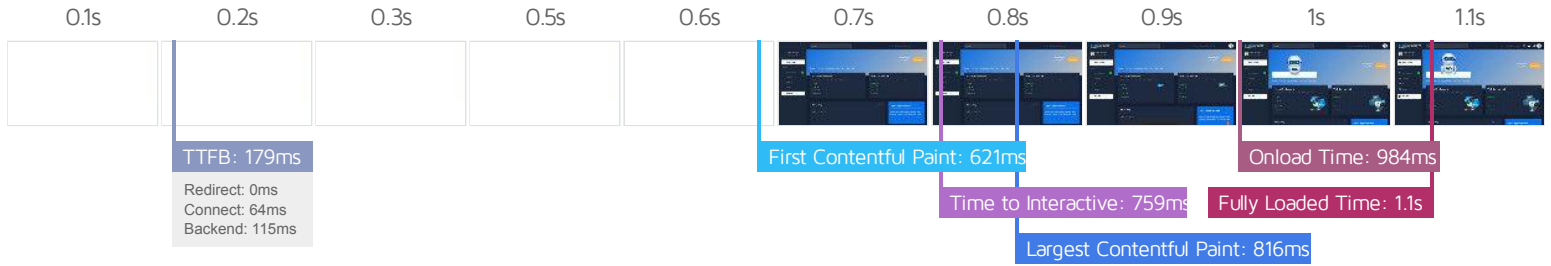 0.1s
0.2s
0.3s
0.5s
0.6s
0.7s
0.8s
0.9s
1s
1.1s
TTFB: 179ms
Redirect: 0ms
Connect: 64ms
Backend: 115ms
First Contentful Paint: 621ms
Onload Time: 984ms
Time to Interactive: 759ms
Fully Loaded Time: 1.1s
Largest Contentful Paint: 816ms